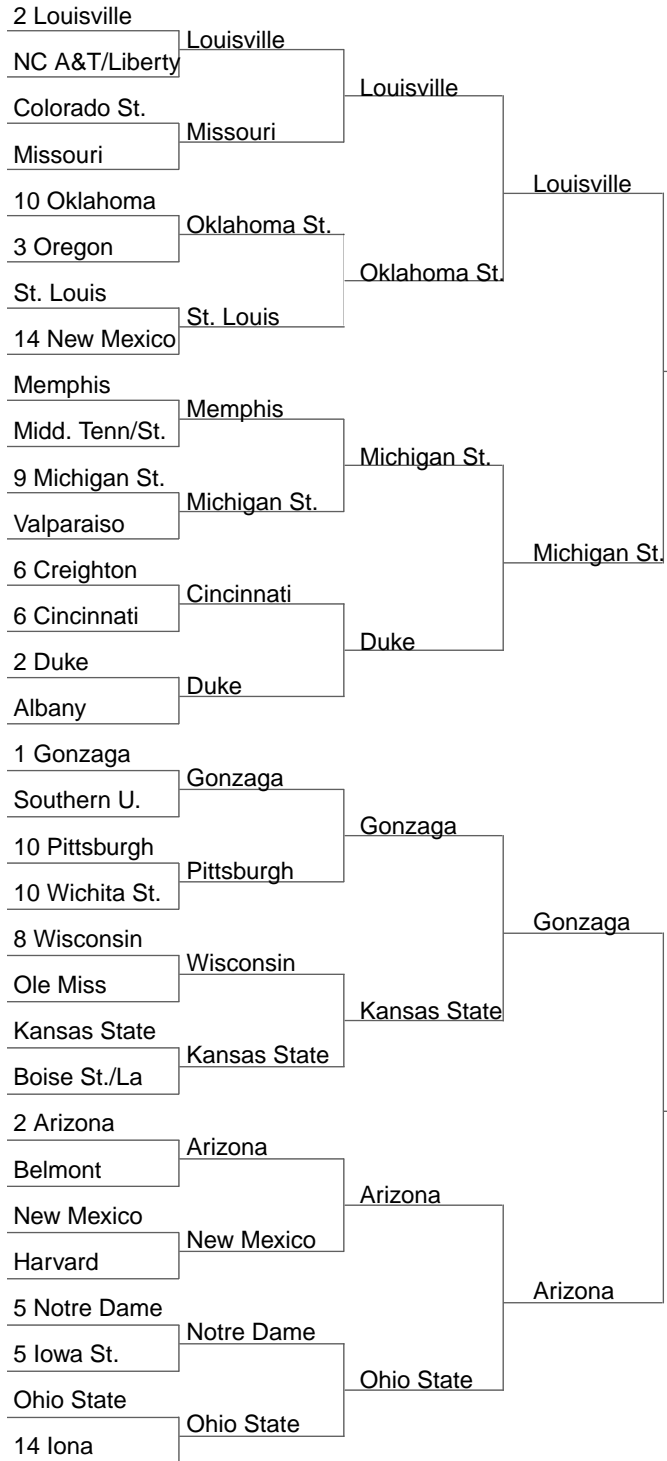 2 Louisville
NC A&T/Liberty
Colorado St.
Missouri
10 Oklahoma
3 Oregon
St. Louis
14 New Mexico
Memphis
Midd. Tenn/St.
9 Michigan St.
Valparaiso
6 Creighton
6 Cincinnati
2 Duke
Albany
1 Gonzaga
Southern U.
10 Pittsburgh
10 Wichita St.
8 Wisconsin
Ole Miss
Kansas State
Boise St./La
2 Arizona
Belmont
New Mexico
Harvard
5 Notre Dame
5 Iowa St.
Ohio State
14 Iona
Louisville
Missouri
Oklahoma St.
St. Louis
Memphis
Michigan St.
Cincinnati
Duke
Gonzaga
Pittsburgh
Wisconsin
Kansas State
Arizona
New Mexico
Notre Dame
Ohio State
Louisville
Oklahoma St.
Michigan St.
Duke
Gonzaga
Kansas State
Arizona
Ohio State
Louisville
Michigan St.
Gonzaga
Arizona